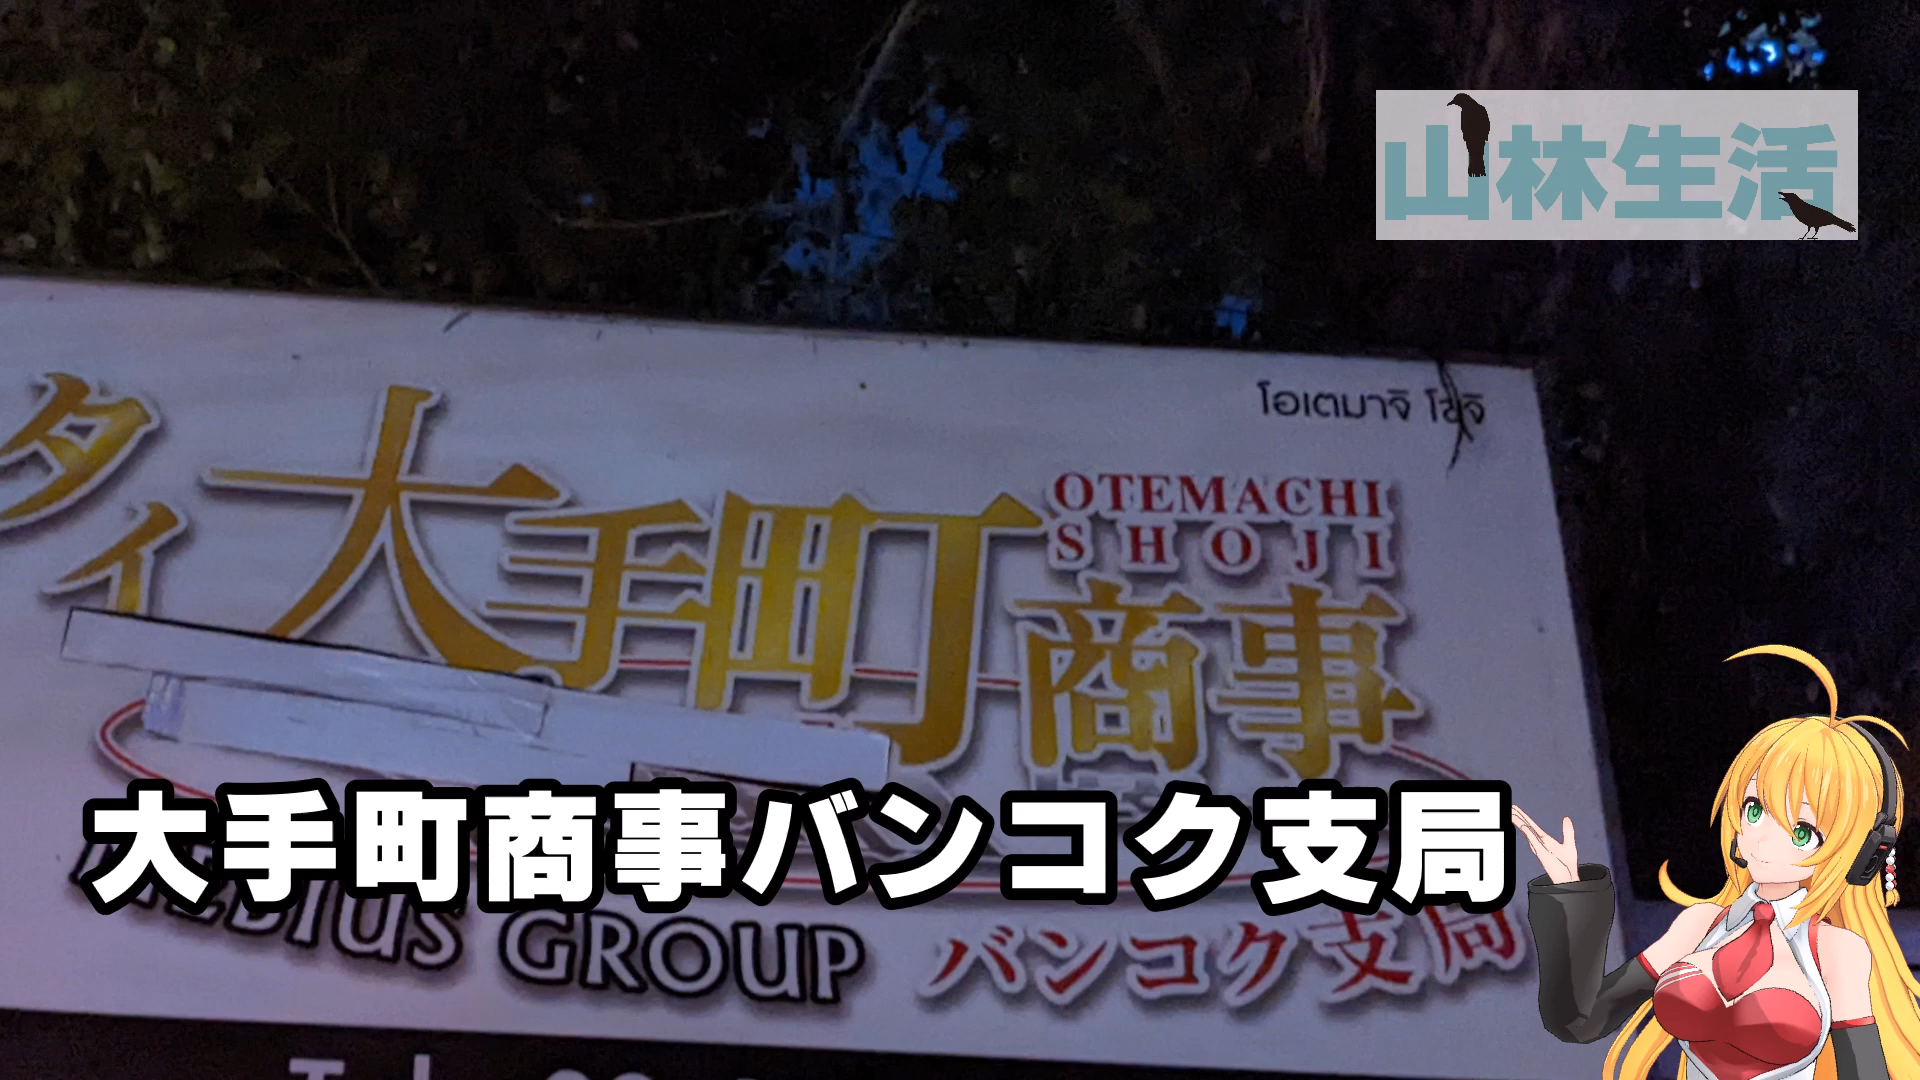 山林生活
โอเตมาจิ โชจิ
タイ大手町商事
OTEMACHI
SHOJI
大手町商事バンコク支局
GROUP
バンコク支局